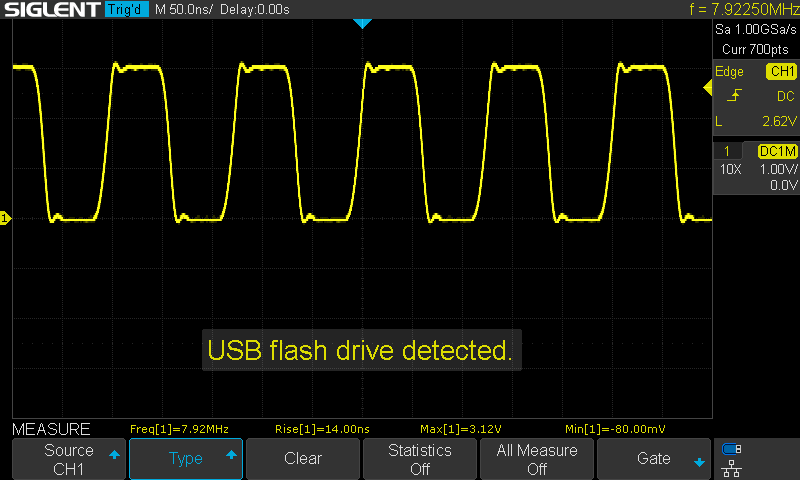 SIGLENT Trig'd M 50.0ns/ Delay:0.00s f = 7.92250MHz
Sa 1.00GSa/s
Curr 700pts
Edge CH1
DC
L 2.62V
1 DC1M
10X 1.00V/
0.0V
1
USB flash drive detected.
MEASURE Freq[1]=7.92MHz Rise[1]=14.00ns Max[1]=3.12V Min[1]=-80.00mV
Source
CH1
Type
Clear
Statistics
Off
All Measure
Off
Gate